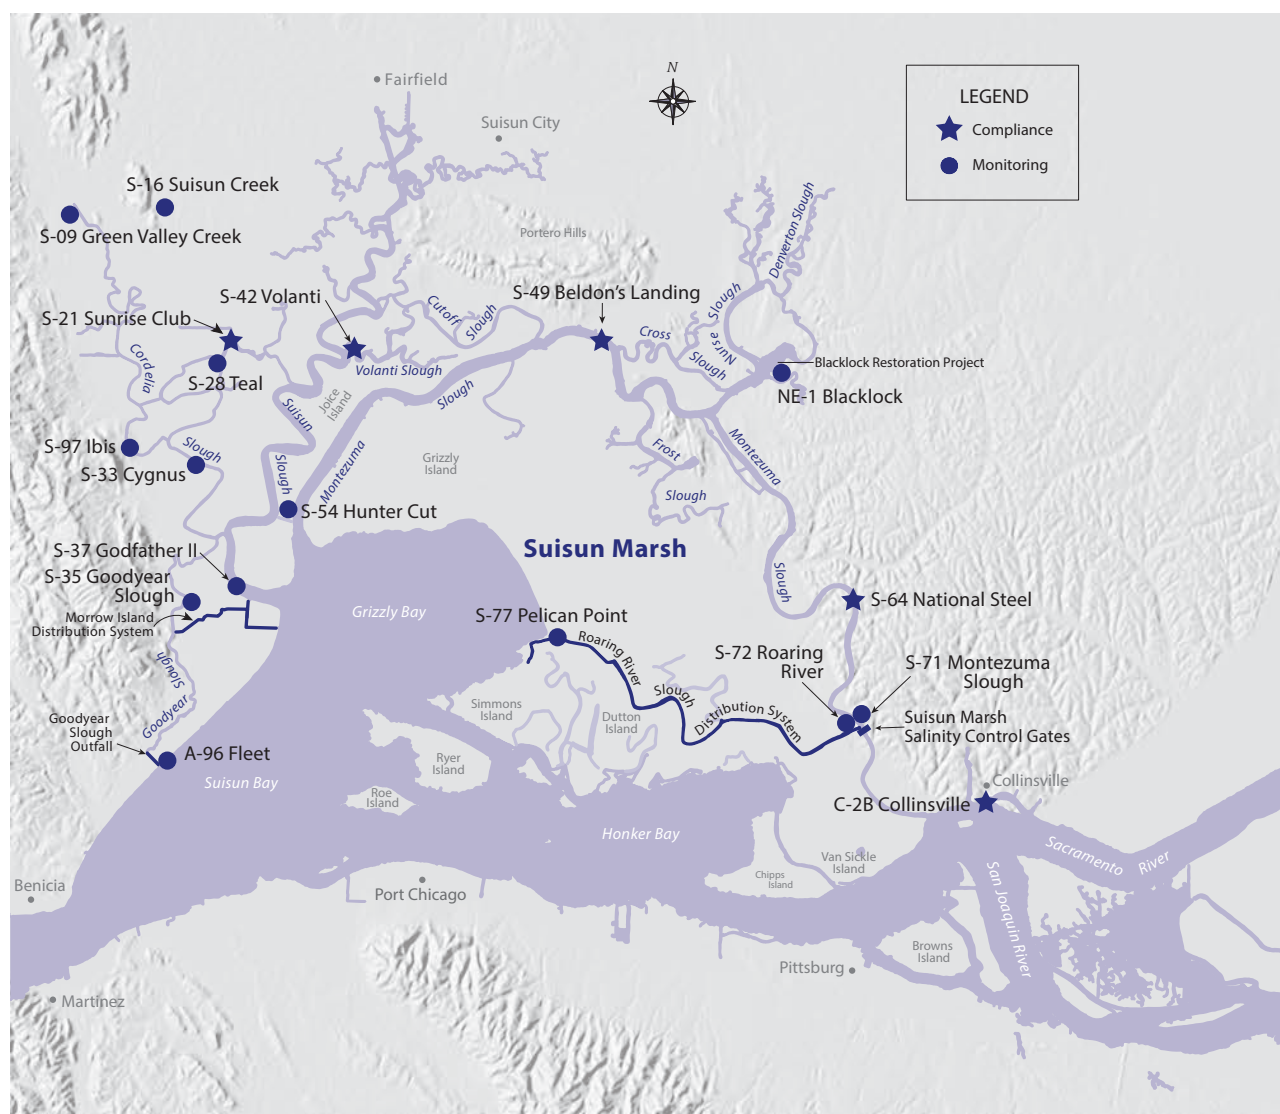 N
LEGEND
Compliance
Monitoring
Fairfield
Suisun City
S-16 Suisun Creek
S-09 Green Valley Creek
Portero Hills
Denverton Slough
S-42 Volanti
S-49 Beldon's Landing
S-21 Sunrise Club
Cutoff
Slough
Cross
Slough
Slough
Nurse
Cordelia
S-28 Teal
Volanti Slough
Blacklock Restoration Project
NE-1 Blacklock
Joice
Island
Suisun
Slough
Slough
Montezuma
Montezuma
S-97 Ibis
Slough
S-33 Cygnus
Grizzly
Island
Frost
Slough
S-54 Hunter Cut
Suisun Marsh
S-37 Godfather II
S-35 Goodyear
Slough
Morrow Island
Distribution System
Grizzly Bay
Slough
S-64 National Steel
S-77 Pelican Point
Roaring River
Slough
Distribution System
S-72 Roaring
River
S-71 Montezuma
Slough
Suisun Marsh
Salinity Control Gates
Slough
Goodyear
Goodyear
Slough
Outfall
A-96 Fleet
Simmons
Island
Dutton
Island
Ryer
Island
Suisun Bay
Roe
Island
Collinsville
C-2B Collinsville
Honker Bay
Sacramento
River
Van Sickle
Island
Chipps
Island
San Joaquin River
Benicia
Port Chicago
Browns
Island
Pittsburg
Martinez